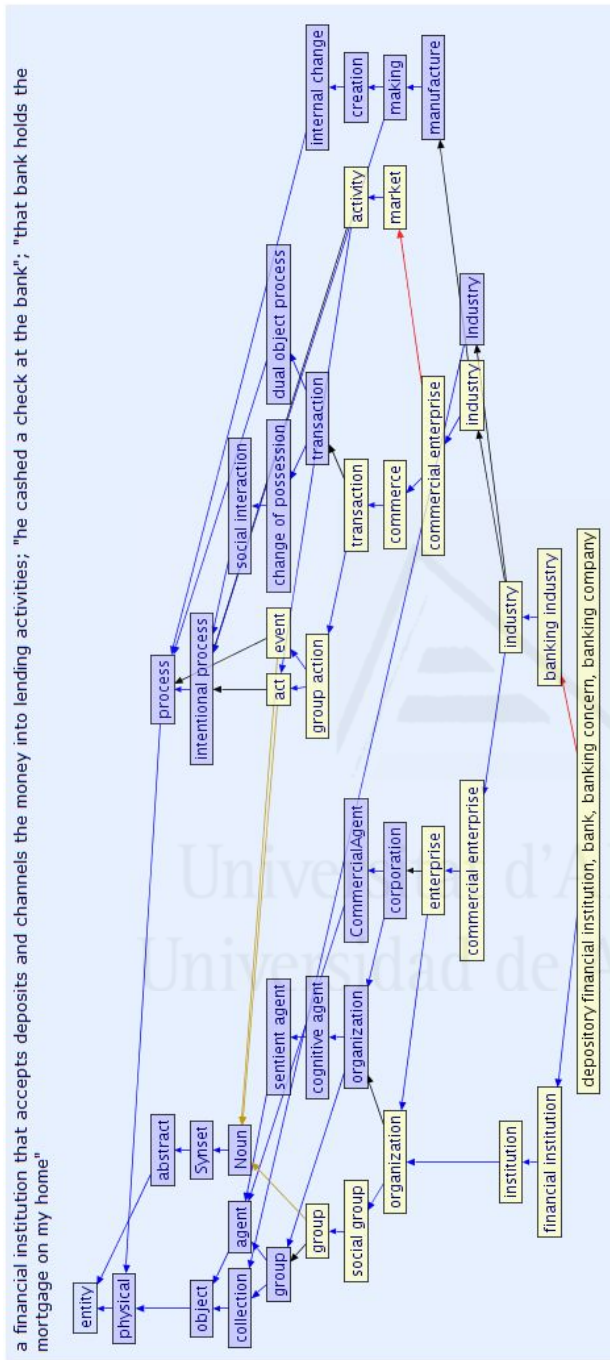 a financial institution that accepts deposits and channels the money into lending activities; "he cashed a check at the bank"; "that bank holds the
mortgage on my home"
entity
physical
abstract
process
object
Synset
intentional process
collection
agent
Noun
social interaction
group
sentient agent
act
event
change of possession
dual object process
group
cognitive agent
group action
transaction
internal change
social group
organization
CommercialAgent
transaction
activity
creation
organization
corporation
commerce
market
making
enterprise
commercial enterprise
manufacture
commercial enterprise
industry
Industry
institution
industry
financial institution
banking industry
depository financial institution, bank, banking concern, banking company
Universitat d'Al
Universidad de A